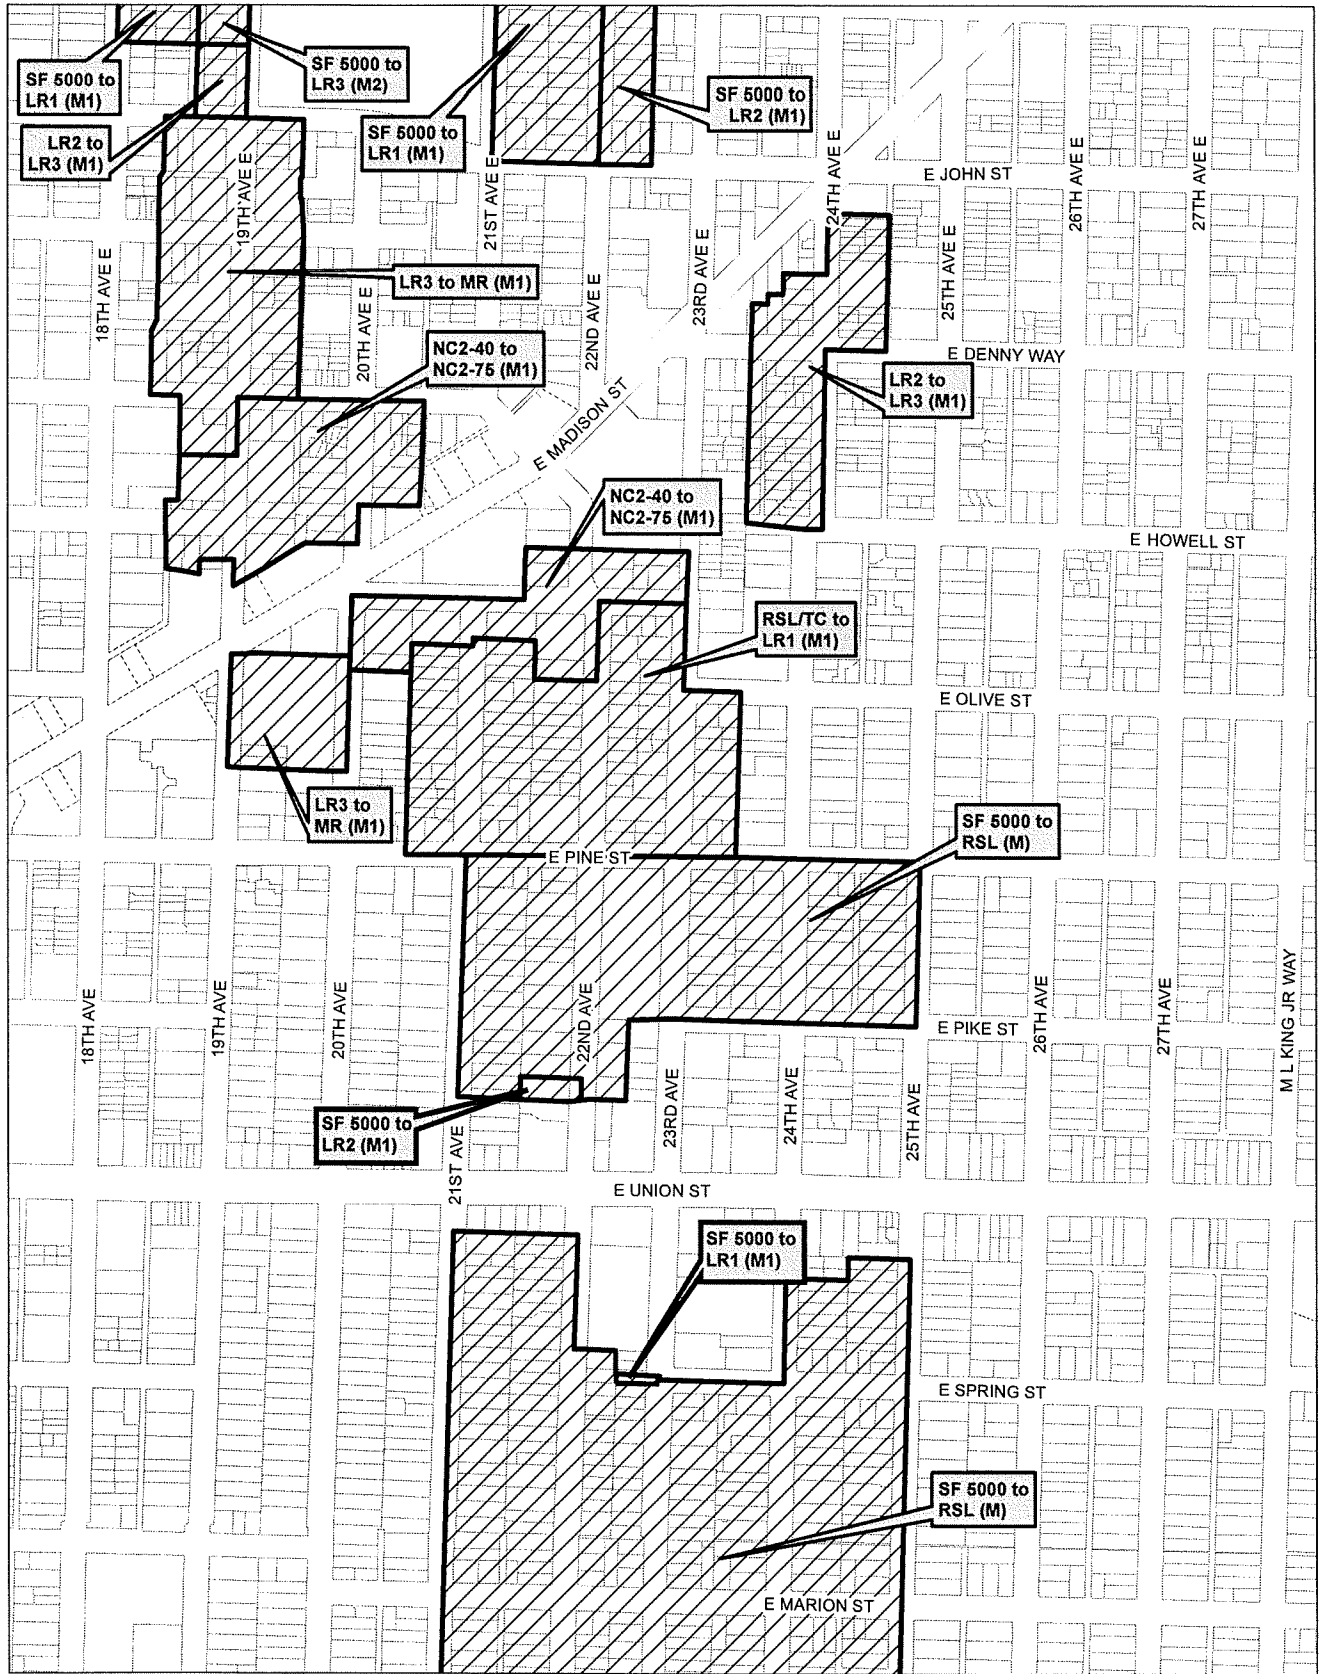 SF 5000 to
LR1 (M1)
SF 5000 to
LR3 (M2)
LR2 to
LR3 (M1)
SF 5000 to
LR1 (M1)
SF 5000 to
LR2 (M1)
E JOHN ST
18TH AVE E
19TH AVE E
20TH AVE E
21ST AVE E
22ND AVE E
23RD AVE E
24TH AVE E
25TH AVE E
26TH AVE E
27TH AVE E
LR3 to MR (M1)
NC2-40 to
NC2-75 (M1)
E DENNY WAY
LR2 to
LR3 (M1)
E MADISON ST
NC2-40 to
NC2-75 (M1)
E HOWELL ST
RSL/TC to
LR1 (M1)
E OLIVE ST
LR3 to
MR (M1)
SF 5000 to
RSL (M)
E PINE ST
18TH AVE
19TH AVE
20TH AVE
22ND AVE
26TH AVE
27TH AVE
M L KING JR WAY
E PIKE ST
SF 5000 to
LR2 (M1)
21ST AVE
23RD AVE
24TH AVE
25TH AVE
E UNION ST
SF 5000 to
LR1 (M1)
E SPRING ST
SF 5000 to
RSL (M)
E MARION ST